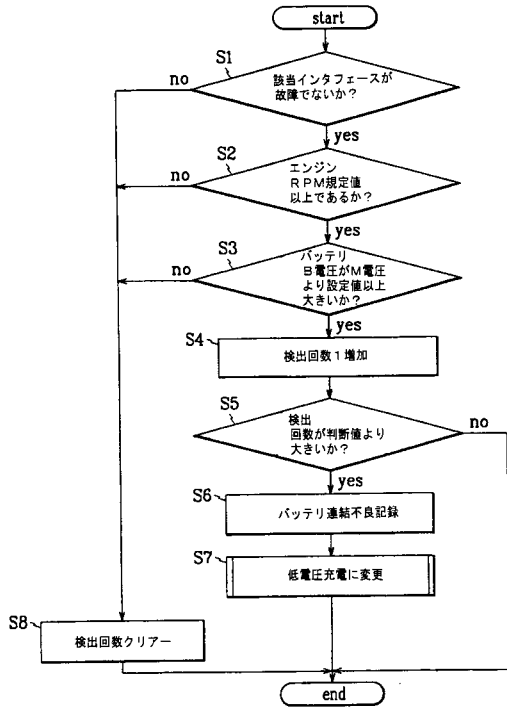 start
S1
該当インタフェースが
故障でないか?
no
yes
S2
エンジン
RPM規定値
以上であるか?
no
yes
S3
バッテリ
B電圧がM電圧
より設定値以上
大きいか?
no
yes
S4
検出回数1増加
S5
検出
回数が判断値より
大きいか?
no
yes
S6
バッテリ連結不良記録
S7
低電圧充電に変更
S8
検出回数クリアー
end